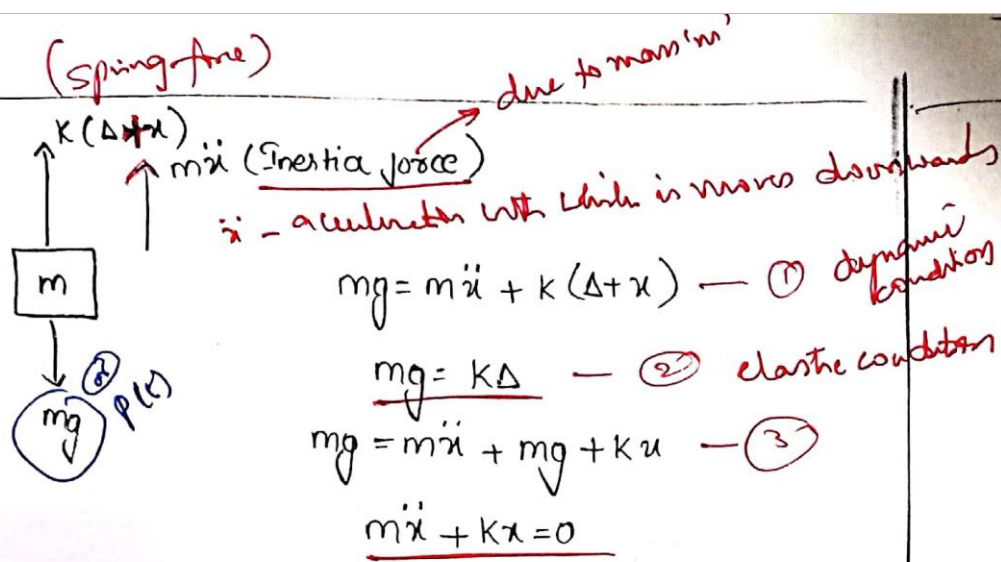 (spring force)
due to mass 'm'
K(Δ+x)
mẍ (Inertia force)
ẍ - acceleration with which it moves downwards
m
mg = mẍ + K(Δ+x) — ① dynamic condition
mg = KΔ — ② elastic condition
mg P(t)
mg = mẍ + mg + Kx — ③
mẍ + Kx = 0